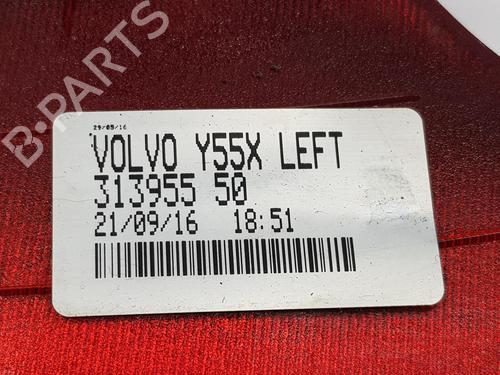 B-PARTS
29/09/16
VOLVO Y55X LEFT
313955 50
21/09/16 18:51